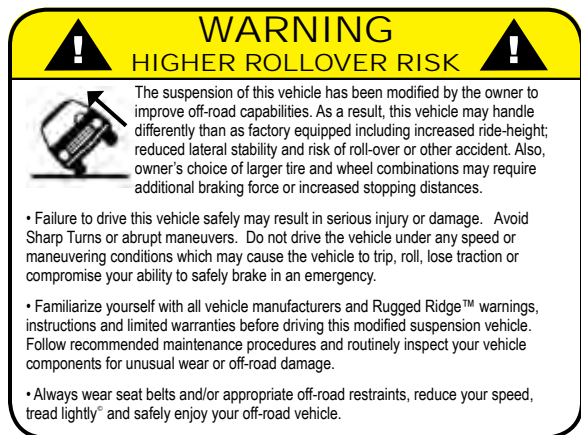 WARNING
HIGHER ROLLOVER RISK
The suspension of this vehicle has been modified by the owner to
improve off-road capabilities. As a result, this vehicle may handle
differently than as factory equipped including increased ride-height;
reduced lateral stability and risk of roll-over or other accident. Also,
owner's choice of larger tire and wheel combinations may require
additional braking force or increased stopping distances.
• Failure to drive this vehicle safely may result in serious injury or damage. Avoid
Sharp Turns or abrupt maneuvers. Do not drive the vehicle under any speed or
maneuvering conditions which may cause the vehicle to trip, roll, lose traction or
compromise your ability to safely brake in an emergency.
• Familiarize yourself with all vehicle manufacturers and Rugged Ridge™ warnings,
instructions and limited warranties before driving this modified suspension vehicle.
Follow recommended maintenance procedures and routinely inspect your vehicle
components for unusual wear or off-road damage.
• Always wear seat belts and/or appropriate off-road restraints, reduce your speed,
tread lightly® and safely enjoy your off-road vehicle.